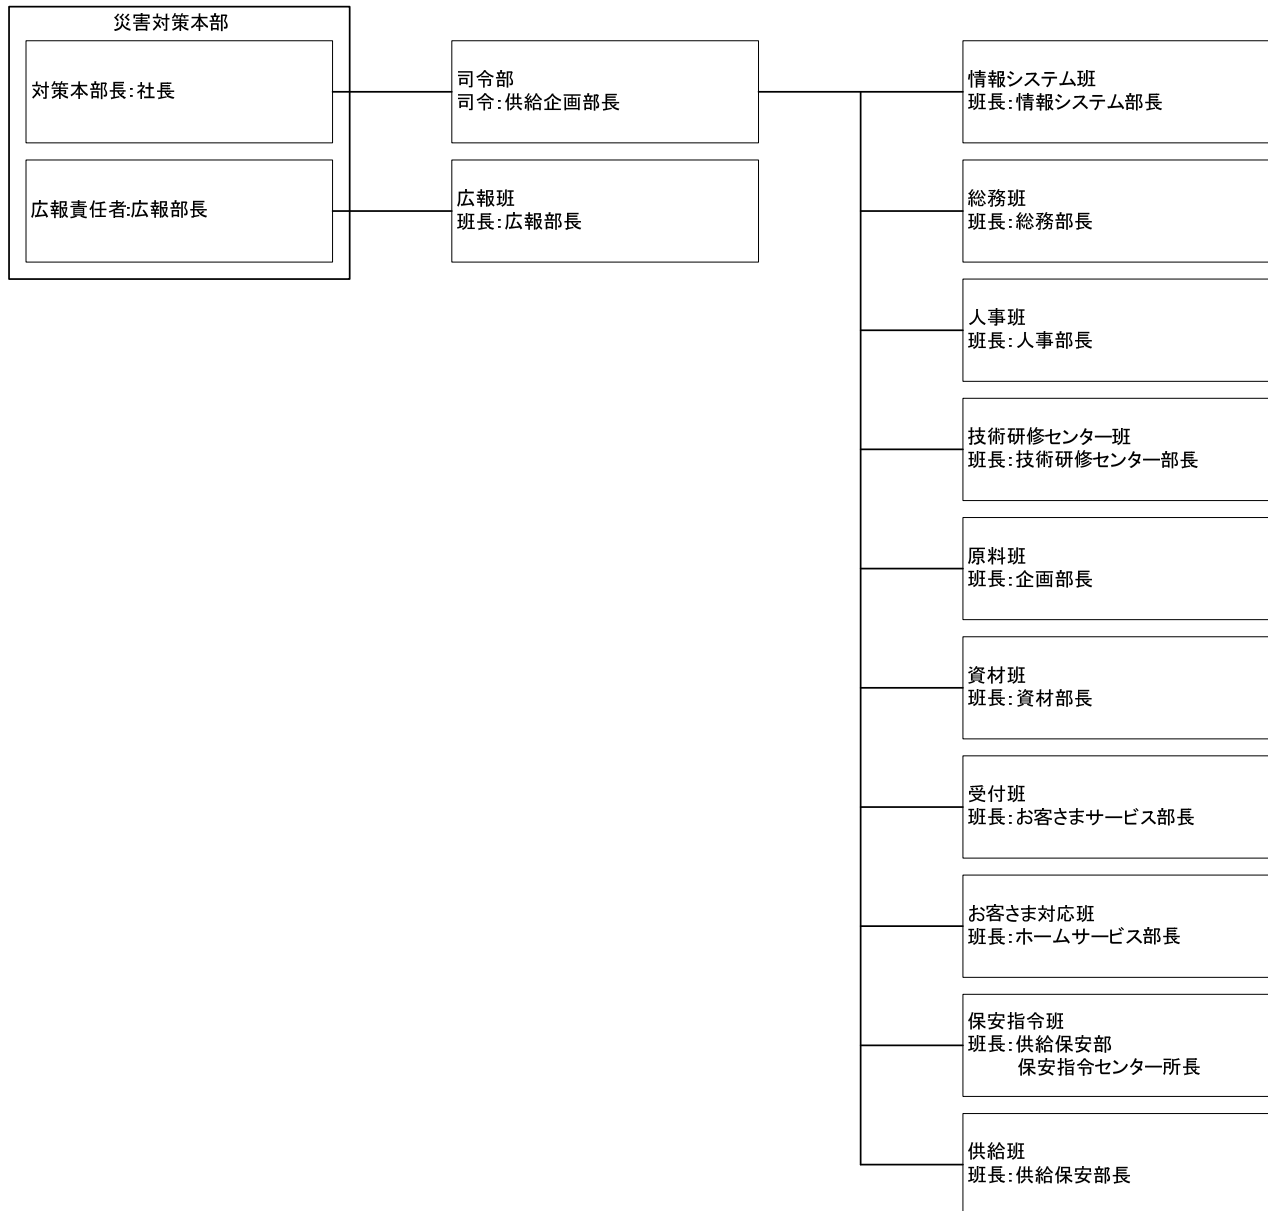 災害対策本部
対策本部長:社長
広報責任者:広報部長
司令部
司令:供給企画部長
広報班
班長:広報部長
情報システム班
班長:情報システム部長
総務班
班長:総務部長
人事班
班長:人事部長
技術研修センター班
班長:技術研修センター部長
原料班
班長:企画部長
資材班
班長:資材部長
受付班
班長:お客さまサービス部長
お客さま対応班
班長:ホームサービス部長
保安指令班
班長:供給保安部
保安指令センター所長
供給班
班長:供給保安部長